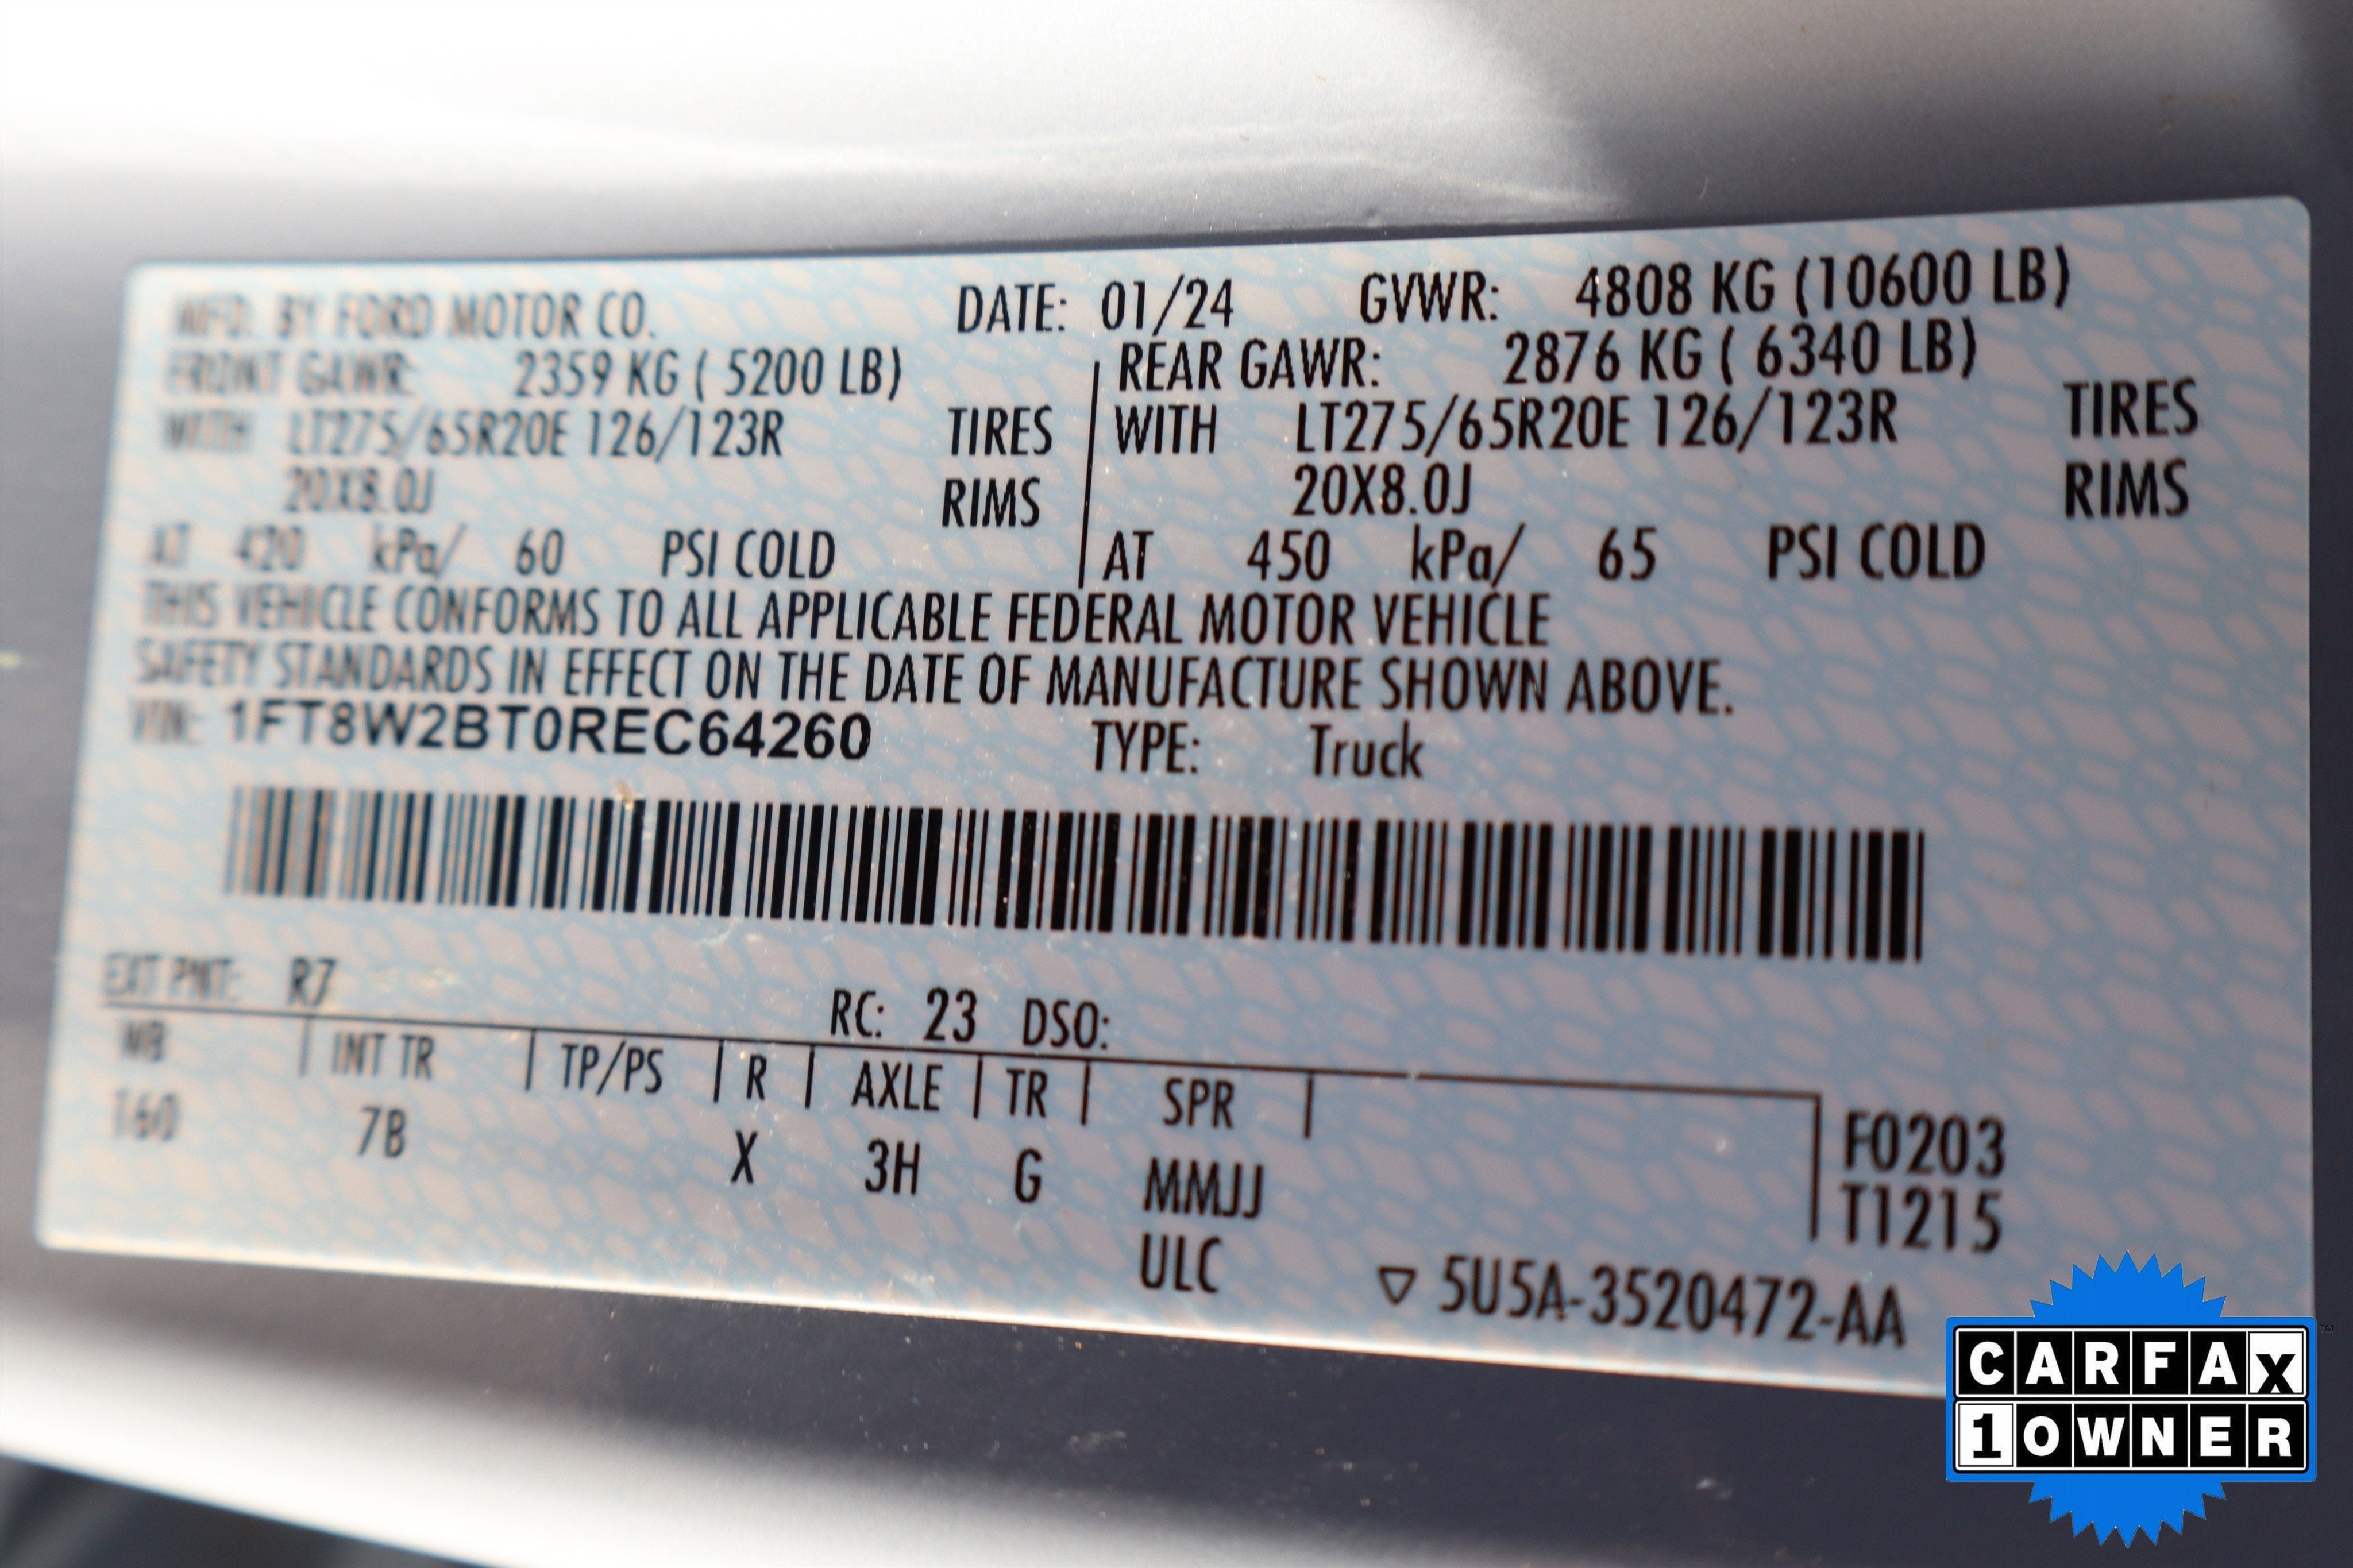 MFD. BY FORD MOTOR CO. DATE: 01/24 GVWR: 4808 KG (10600 LB)
FRONT GAWR: 2359 KG ( 5200 LB) REAR GAWR: 2876 KG ( 6340 LB)
WITH LT275/65R20E 126/123R TIRES WITH LT275/65R20E 126/123R TIRES
20X8.0J RIMS 20X8.0J RIMS
AT 420 kPa/ 60 PSI COLD AT 450 kPa/ 65 PSI COLD
THIS VEHICLE CONFORMS TO ALL APPLICABLE FEDERAL MOTOR VEHICLE
SAFETY STANDARDS IN EFFECT ON THE DATE OF MANUFACTURE SHOWN ABOVE.
VIN: 1FT8W2BT0REC64260 TYPE: Truck
EXT PNT: R7 RC: 23 DSO:
WB INT TR TP/PS R AXLE TR SPR
160 7B X 3H G MMJJ
ULC
F0203
T1215
▽ 5U5A-3520472-AA
CARFAX
1 OWNER
TM